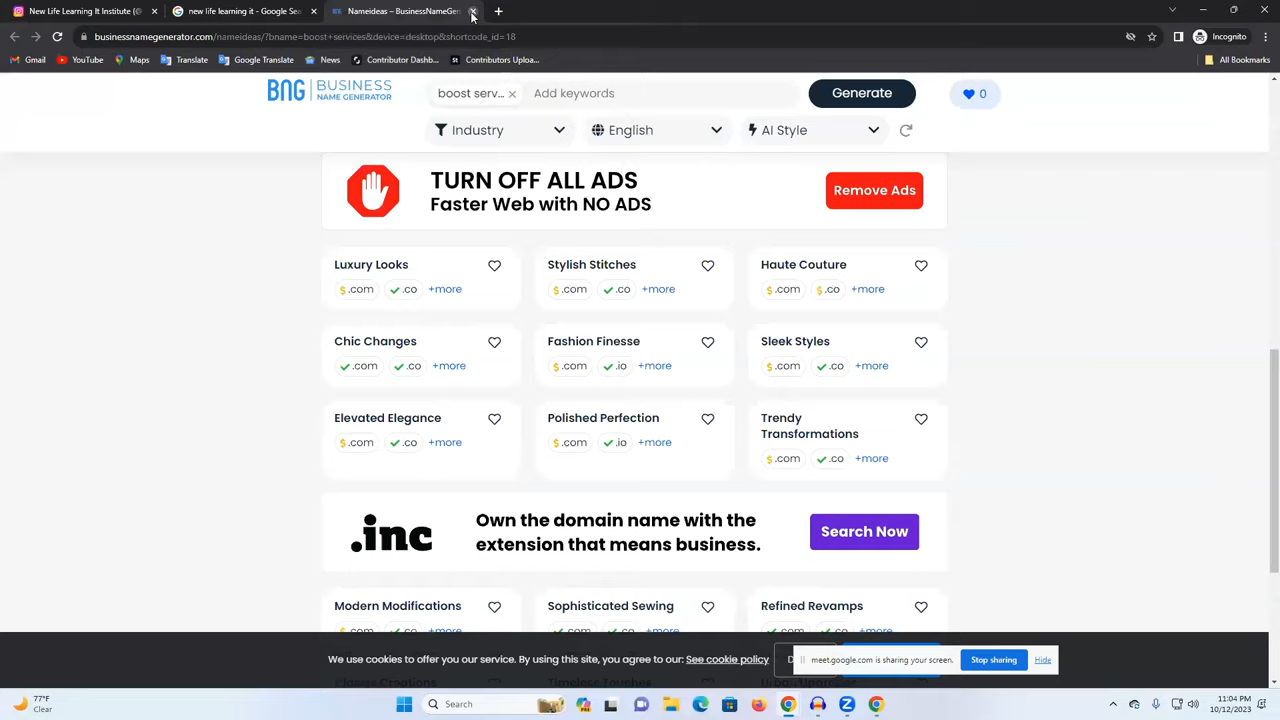 New Life Learning It Institute (@
new life learning it - Google Sea
Nameideas – BusinessNameGen
businessnamegenerator.com/nameideas/?bname=boost+services&device=desktop&shortcode_id=18
Incognito
Gmail
YouTube
Maps
Translate
Google Translate
News
Contributor Dashb...
Contributors Uploa...
All Bookmarks
BNG | BUSINESS
NAME GENERATOR
boost serv...
Add keywords
Generate
0
Industry
English
AI Style
TURN OFF ALL ADS
Faster Web with NO ADS
Remove Ads
Luxury Looks
$ .com .co +more
Stylish Stitches
$ .com .co +more
Haute Couture
$ .com $ .co +more
Chic Changes
.com .co +more
Fashion Finesse
$ .com .io +more
Sleek Styles
$ .com .co +more
Elevated Elegance
$ .com .co +more
Polished Perfection
$ .com .io +more
Trendy
Transformations
$ .com .co +more
.inc
Own the domain name with the
extension that means business.
Search Now
Modern Modifications
Sophisticated Sewing
Refined Revamps
We use cookies to offer you our service. By using this site, you agree to our: See cookie policy
meet.google.com is sharing your screen.
Stop sharing
Hide
77°F
Clear
Search
11:04 PM
10/12/2023